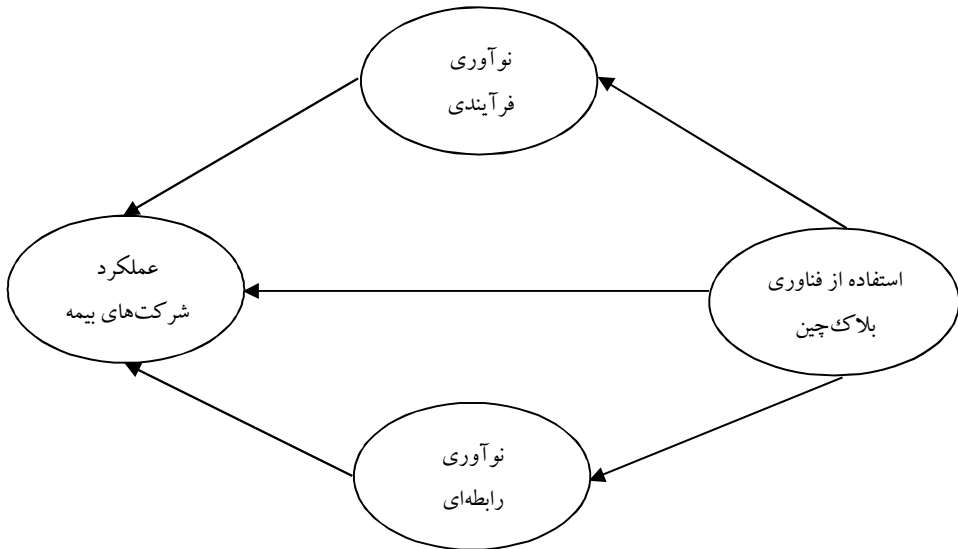 نوآوری
فرآیندی
استفاده از فناوری
بلاک‌چین
عملکرد
شرکت‌های بیمه
نوآوری
رابطه‌ای